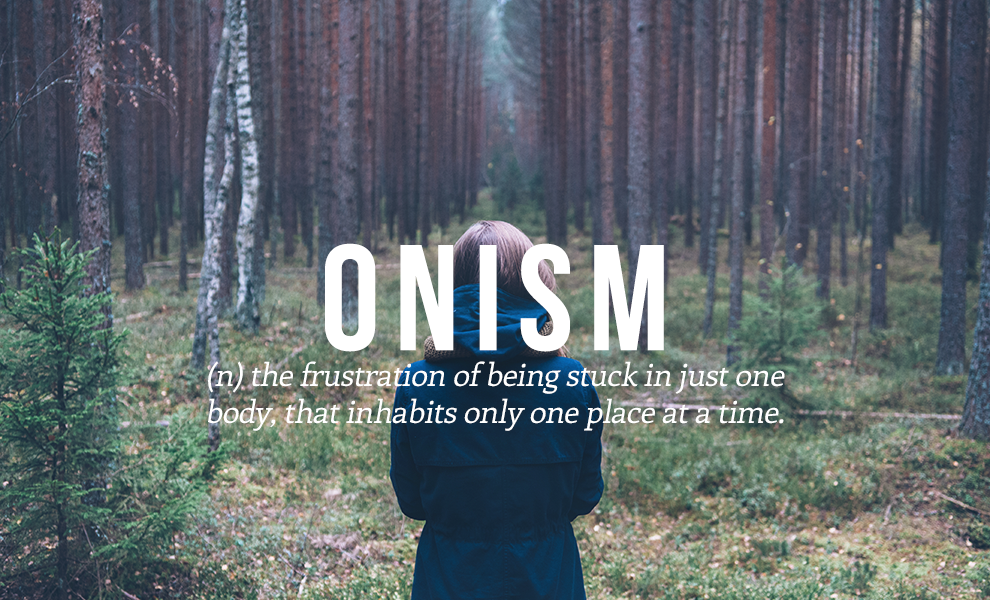 ONISM
(n) the frustration of being stuck in just one
body, that inhabits only one place at a time.